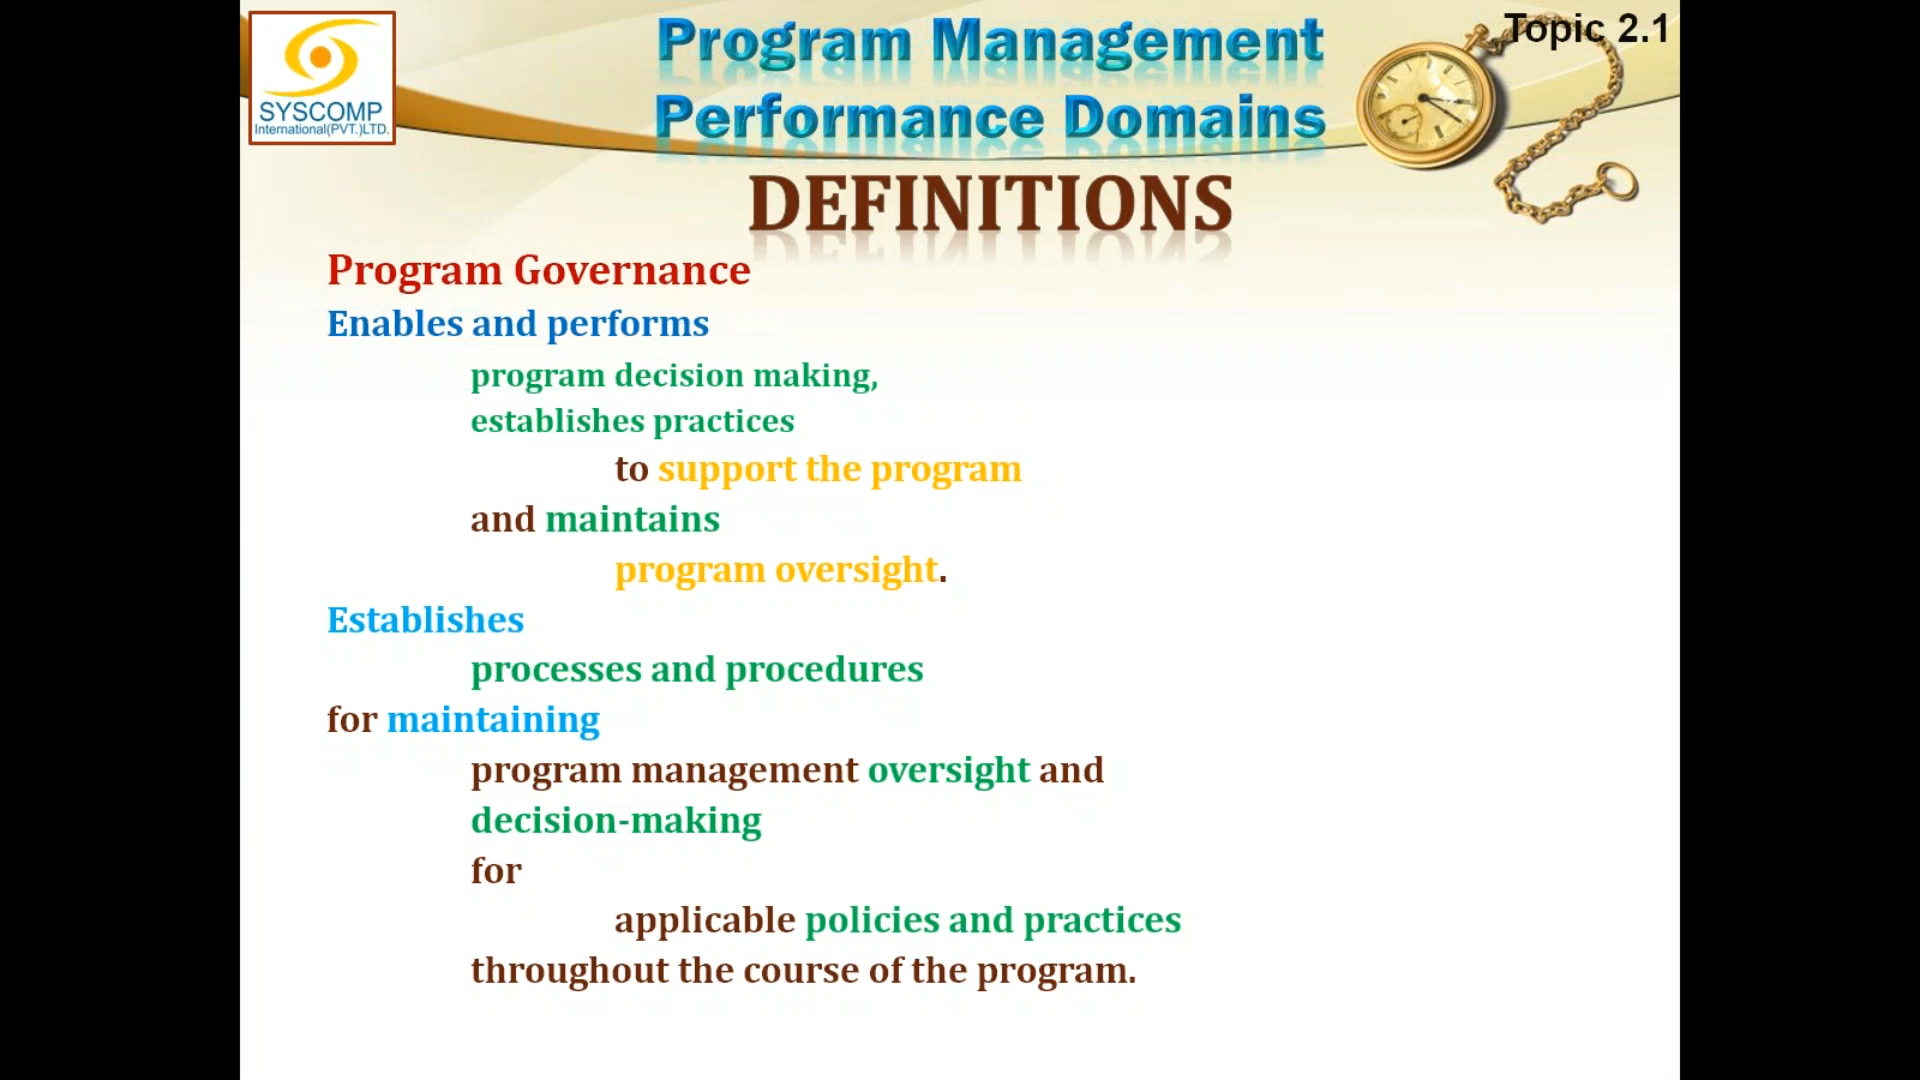 SYSCOMP
International(PVT.)LTD.
Topic 2.1
Program Management
Performance Domains
DEFINITIONS
Program Governance
Enables and performs
program decision making,
establishes practices
to support the program
and maintains
program oversight.
Establishes
processes and procedures
for maintaining
program management oversight and
decision-making
for
applicable policies and practices
throughout the course of the program.